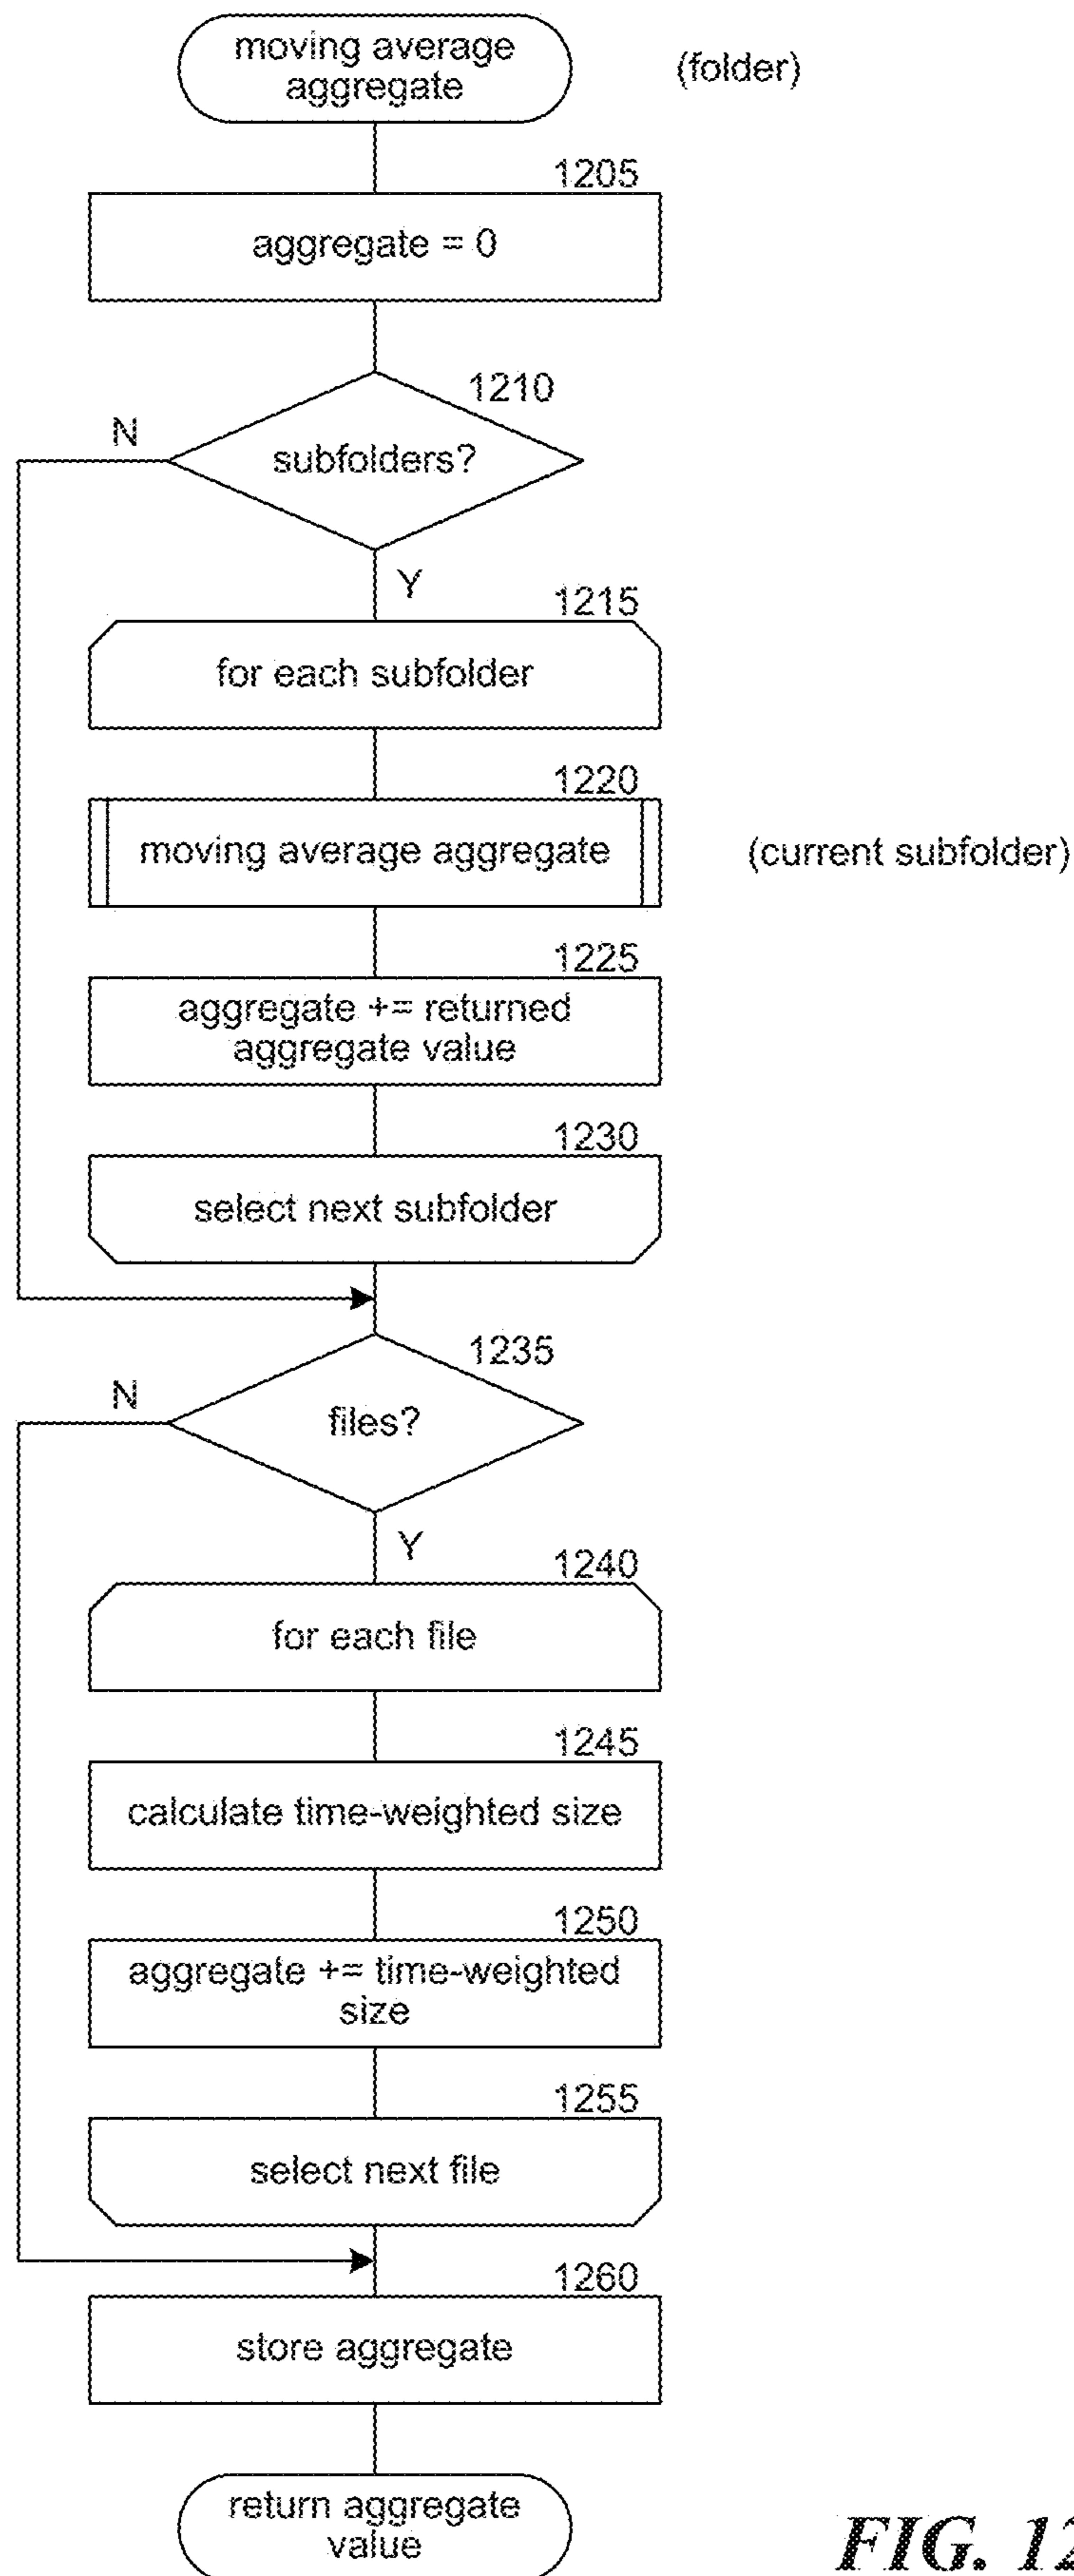 moving average
aggregate
(folder)
1205
aggregate = 0
1210
N
subfolders?
Y
1215
for each subfolder
1220
moving average aggregate
(current subfolder)
1225
aggregate += returned
aggregate value
1230
select next subfolder
1235
N
files?
Y
1240
for each file
1245
calculate time-weighted size
1250
aggregate += time-weighted
size
1255
select next file
1260
store aggregate
return aggregate
value
FIG. 12